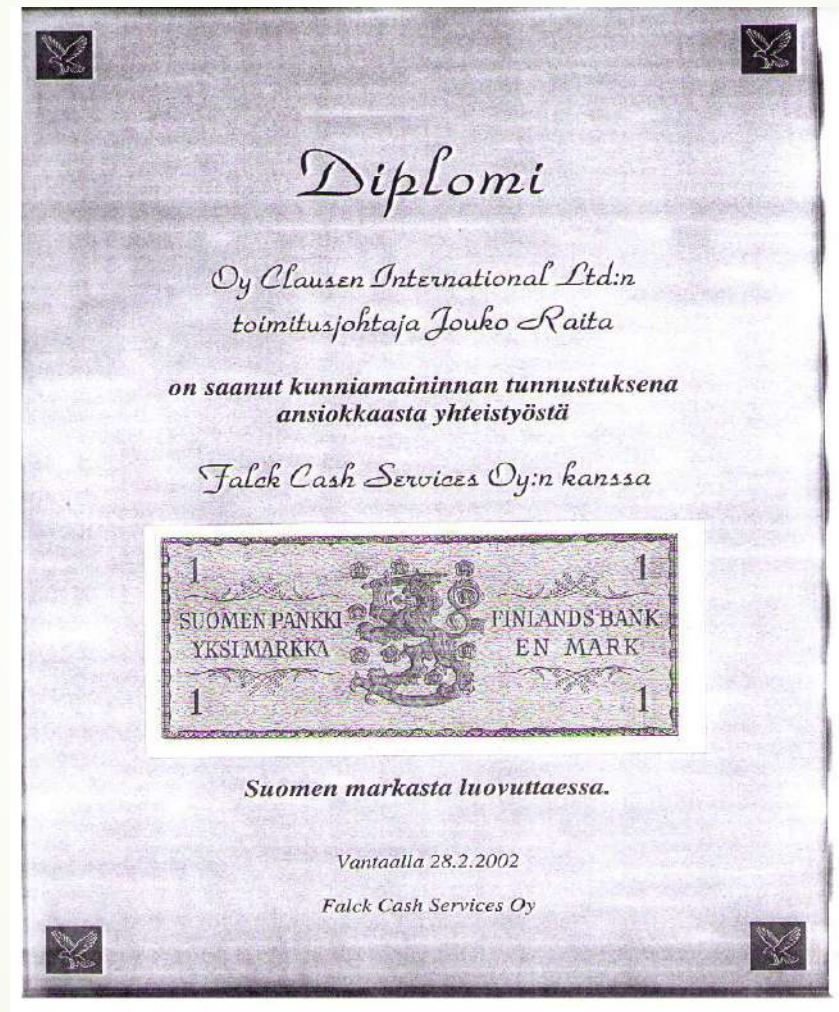 Diplomi
Oy Clausen International Ltd:n
toimitusjohtaja Jouko Raita
on saanut kunniamaininnan tunnustuksena
ansiokkaasta yhteistyöstä
Falck Cash Services Oy:n kanssa
1 1
SUOMEN PANKKI FINLANDS BANK
YKSI MARKKA EN MARK
1 1
Suomen markasta luovuttaessa.
Vantaalla 28.2.2002
Falck Cash Services Oy